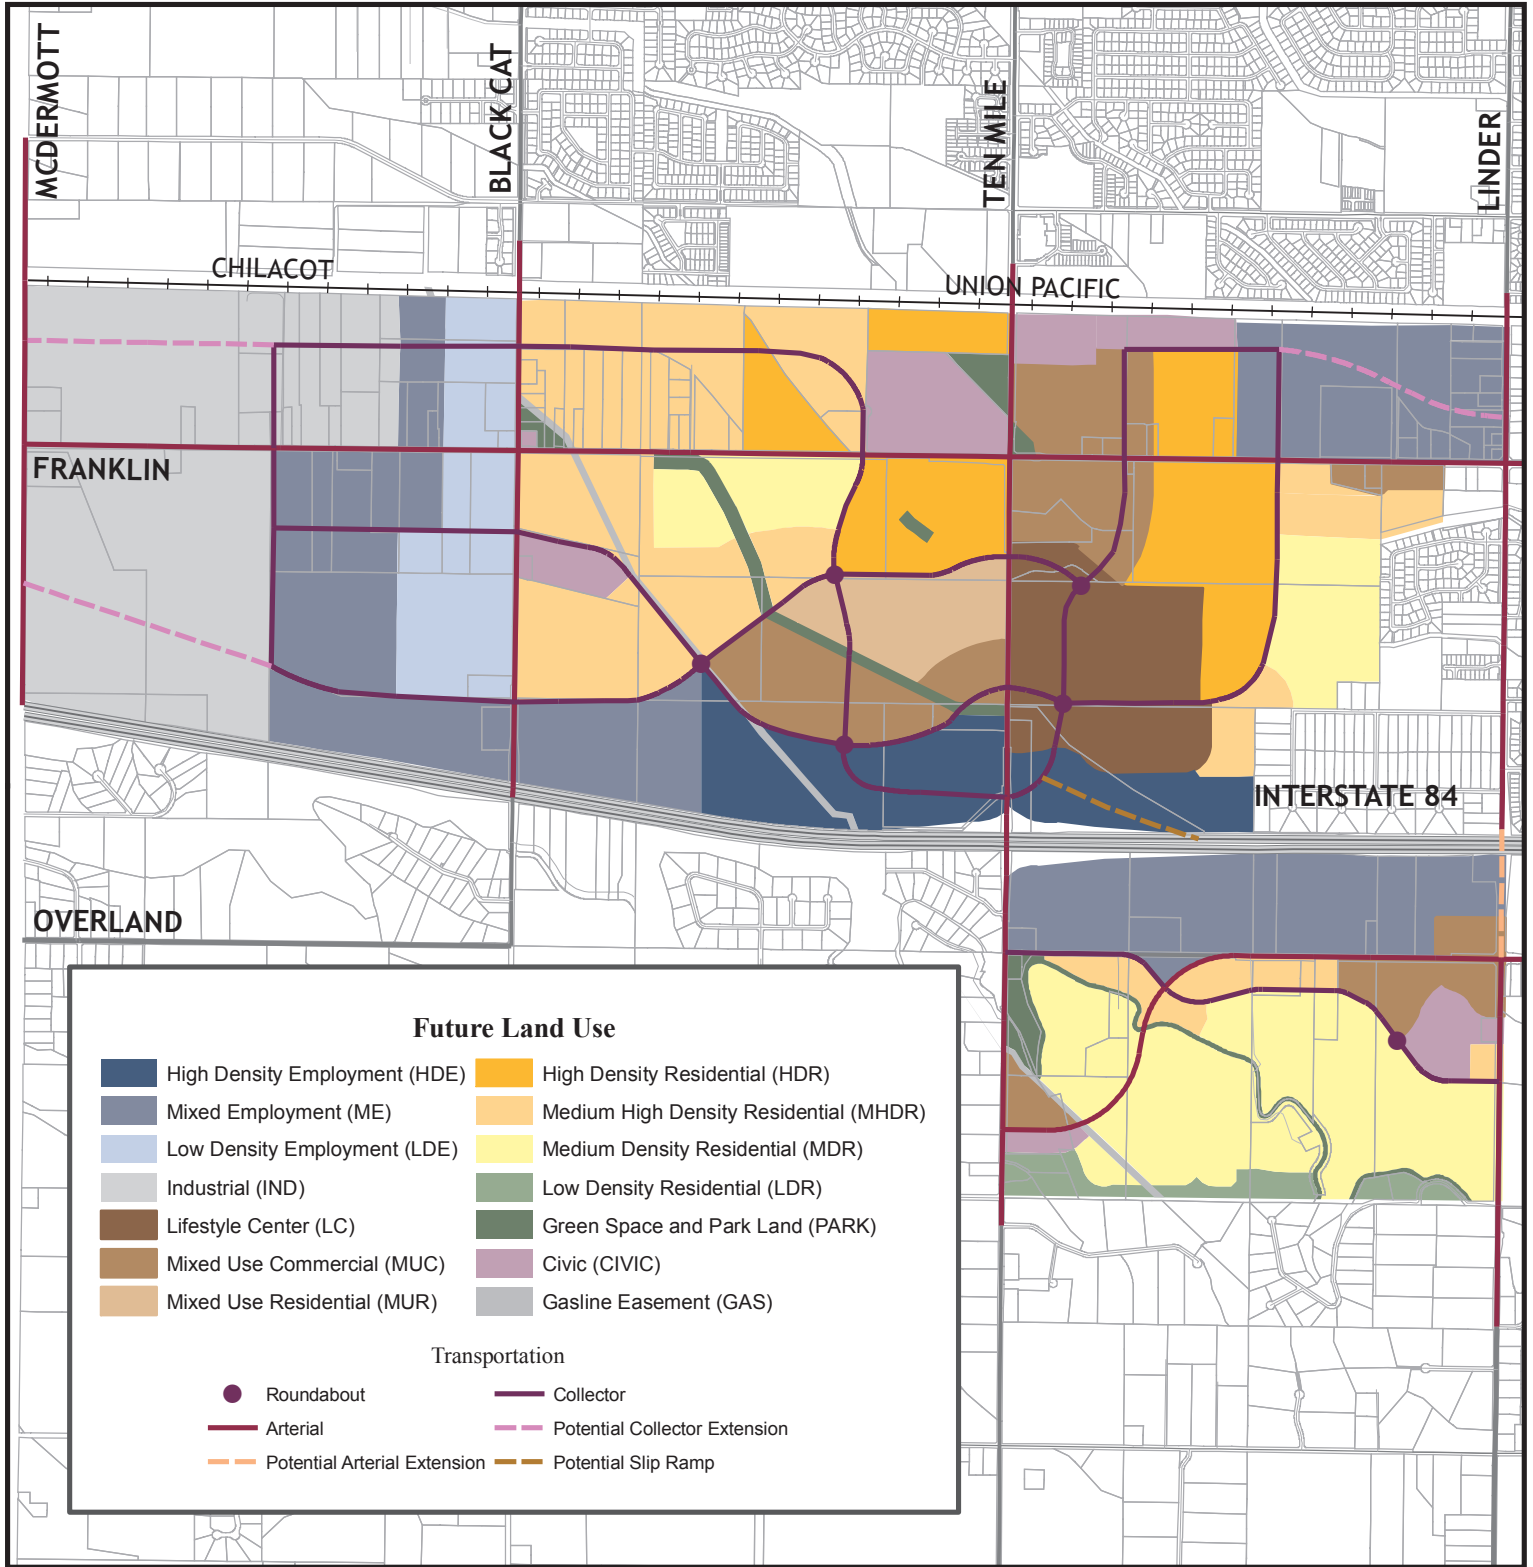 MCDERMOTT
BLACK CAT
TEN MILE
LINDER
CHILACOT
UNION PACIFIC
FRANKLIN
INTERSTATE 84
OVERLAND
Future Land Use
High Density Employment (HDE)
Mixed Employment (ME)
Low Density Employment (LDE)
Industrial (IND)
Lifestyle Center (LC)
Mixed Use Commercial (MUC)
Mixed Use Residential (MUR)
High Density Residential (HDR)
Medium High Density Residential (MHDR)
Medium Density Residential (MDR)
Low Density Residential (LDR)
Green Space and Park Land (PARK)
Civic (CIVIC)
Gasline Easement (GAS)
Transportation
Roundabout
Arterial
Potential Arterial Extension
Collector
Potential Collector Extension
Potential Slip Ramp